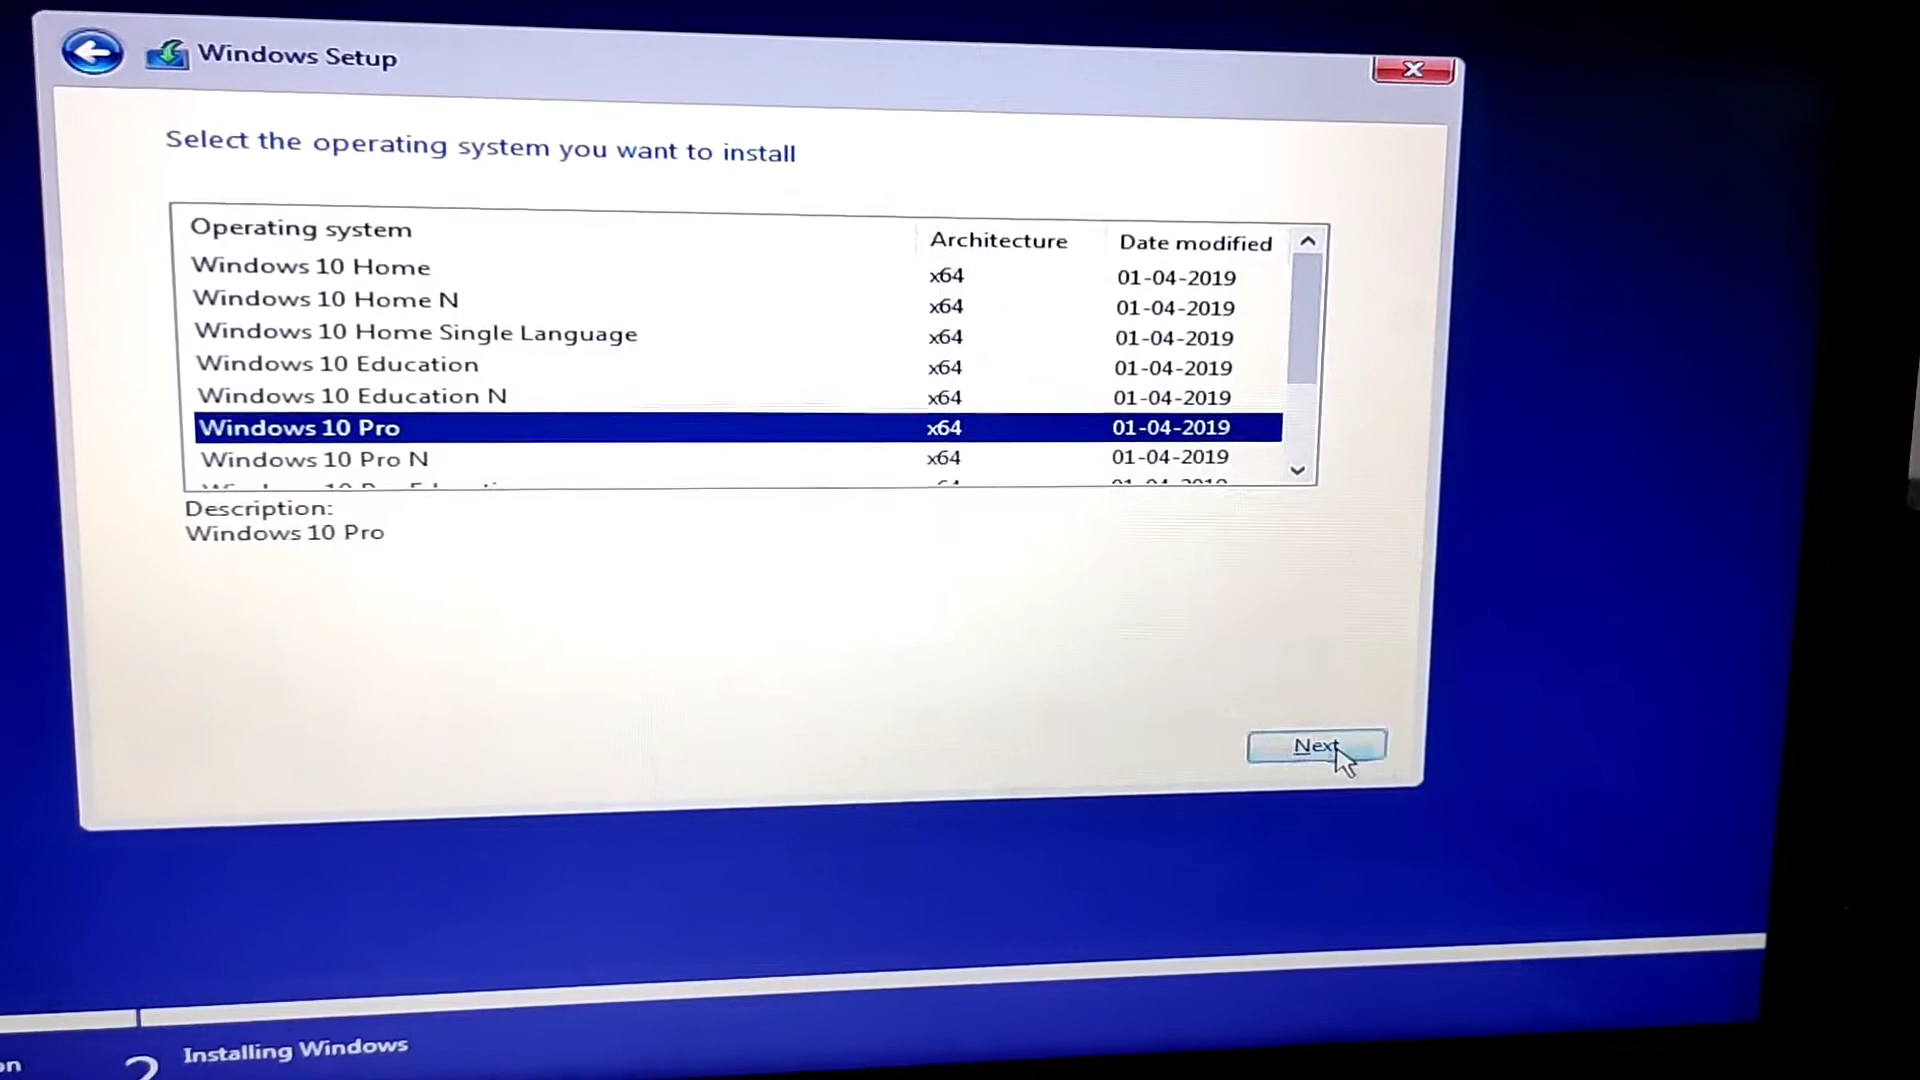 Windows Setup
Select the operating system you want to install
Operating system Architecture Date modified
Windows 10 Home x64 01-04-2019
Windows 10 Home N x64 01-04-2019
Windows 10 Home Single Language x64 01-04-2019
Windows 10 Education x64 01-04-2019
Windows 10 Education N x64 01-04-2019
Windows 10 Pro x64 01-04-2019
Windows 10 Pro N x64 01-04-2019
Description:
Windows 10 Pro
Next
on 2 Installing Windows